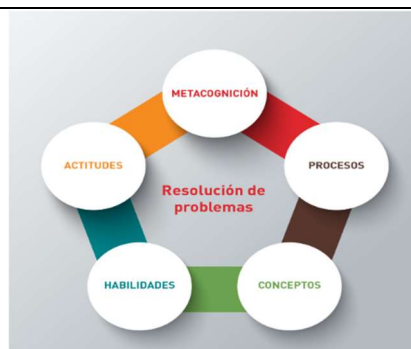 METACOGNICIÓN
ACTITUDES
PROCESOS
Resolución de
problemas
HABILIDADES
CONCEPTOS